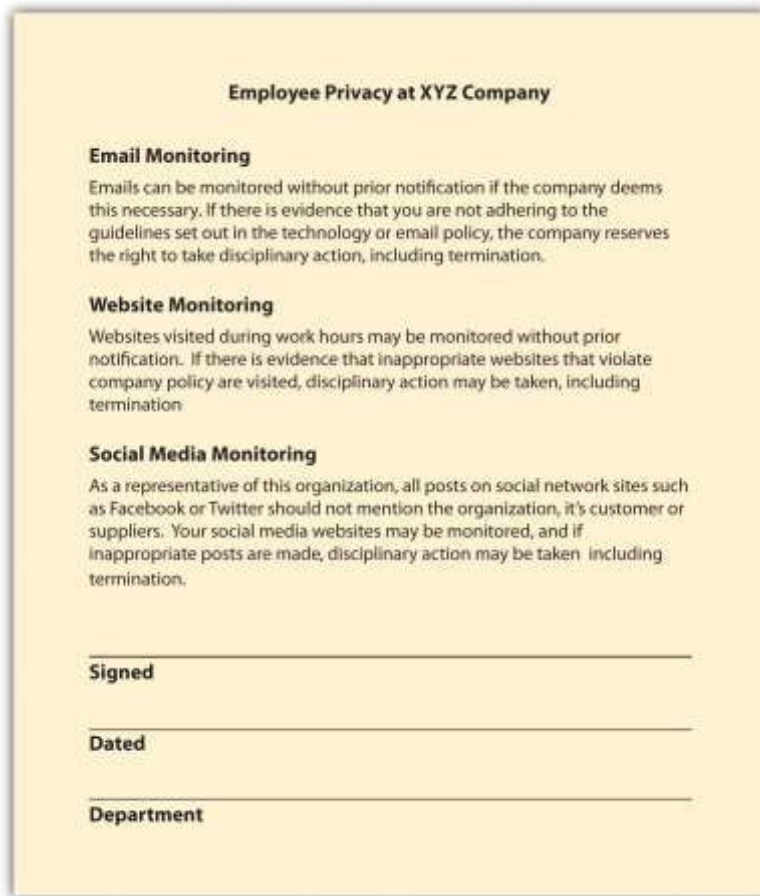 Employee Privacy at XYZ Company
Email Monitoring
Emails can be monitored without prior notification if the company deems
this necessary. If there is evidence that you are not adhering to the
guidelines set out in the technology or email policy, the company reserves
the right to take disciplinary action, including termination.
Website Monitoring
Websites visited during work hours may be monitored without prior
notification. If there is evidence that inappropriate websites that violate
company policy are visited, disciplinary action may be taken, including
termination
Social Media Monitoring
As a representative of this organization, all posts on social network sites such
as Facebook or Twitter should not mention the organization, it's customer or
suppliers. Your social media websites may be monitored, and if
inappropriate posts are made, disciplinary action may be taken including
termination.
Signed
Dated
Department